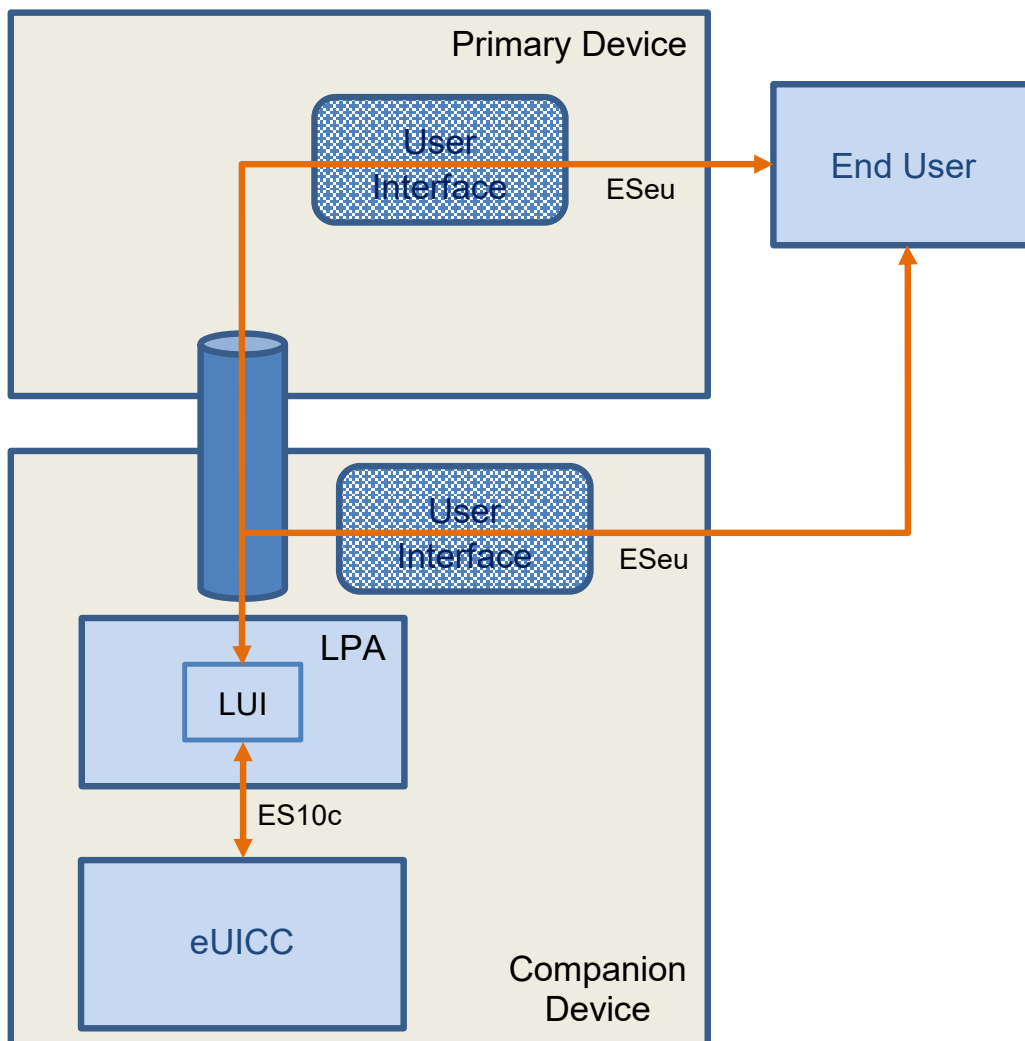 Primary Device
User
Interface
ESeu
End User
User
Interface
ESeu
LPA
LUI
ES10c
eUICC
Companion
Device